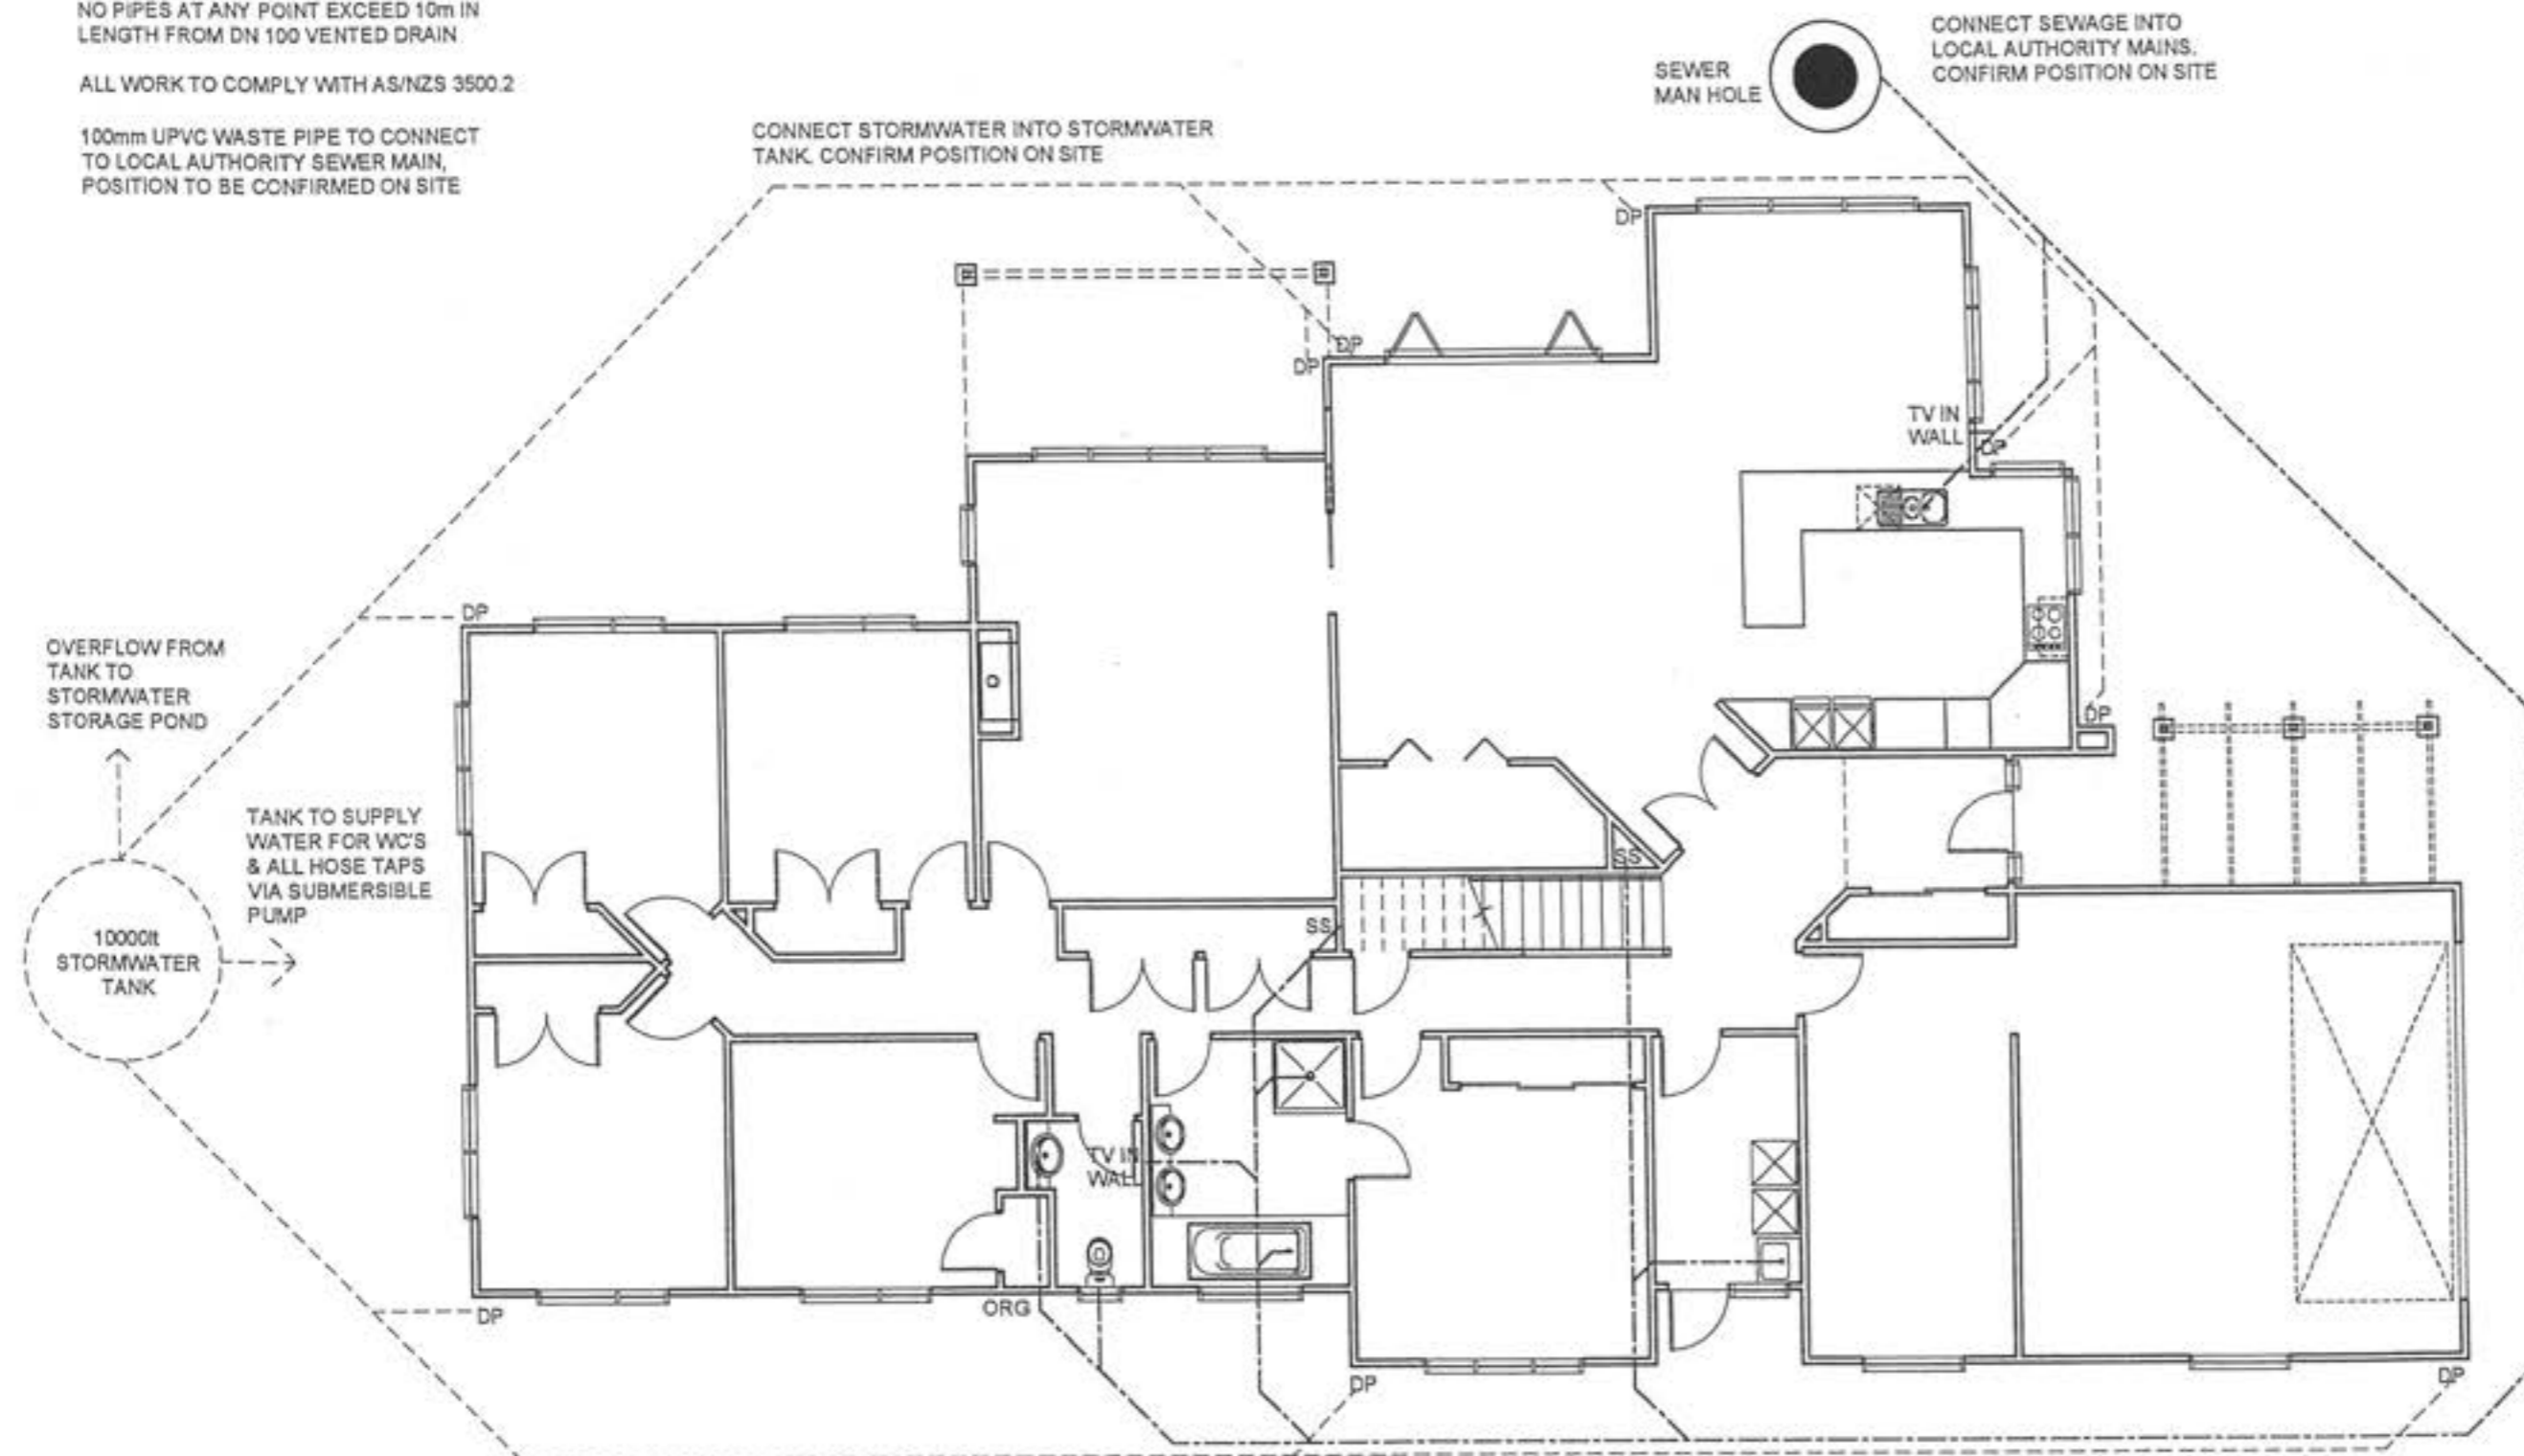 NO PIPES AT ANY POINT EXCEED 10m IN
LENGTH FROM DN 100 VENTED DRAIN
ALL WORK TO COMPLY WITH AS/NZS 3500.2
100mm UPVC WASTE PIPE TO CONNECT
TO LOCAL AUTHORITY SEWER MAIN,
POSITION TO BE CONFIRMED ON SITE
CONNECT STORMWATER INTO STORMWATER
TANK. CONFIRM POSITION ON SITE
SEWER
MAN HOLE
CONNECT SEWAGE INTO
LOCAL AUTHORITY MAINS.
CONFIRM POSITION ON SITE
DP
DP
DP
TV IN
WALL
DP
DP
OVERFLOW FROM
TANK TO
STORMWATER
STORAGE POND
DP
TANK TO SUPPLY
WATER FOR WC'S
& ALL HOSE TAPS
VIA SUBMERSIBLE
PUMP
10000lt
STORMWATER
TANK
SS
SS
TV IN
WALL
ORG
DP
DP
DP